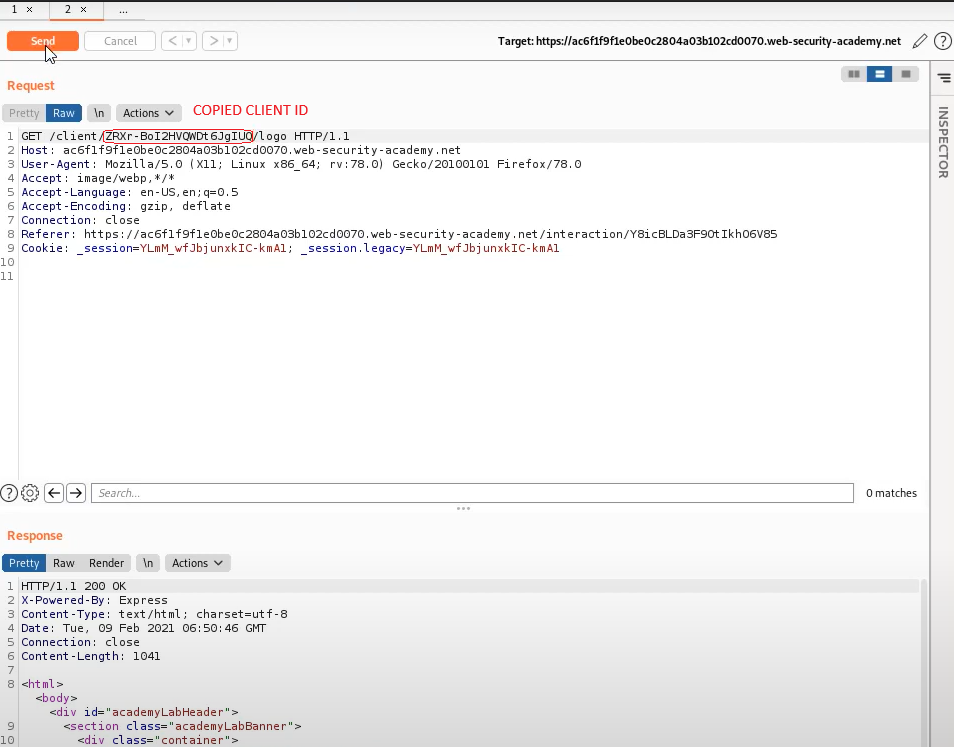 1 × 2 × ...
Send Cancel < > Target: https://ac6f1f9f1e0be0c2804a03b102cd0070.web-security-academy.net ?
Request
Pretty Raw \n Actions COPIED CLIENT ID
INSPECTOR
1 GET /client/ZRXr-BoI2HVQWDt6JgIUQ/logo HTTP/1.1
2 Host: ac6f1f9f1e0be0c2804a03b102cd0070.web-security-academy.net
3 User-Agent: Mozilla/5.0 (X11; Linux x86_64; rv:78.0) Gecko/20100101 Firefox/78.0
4 Accept: image/webp,*/*
5 Accept-Language: en-US,en;q=0.5
6 Accept-Encoding: gzip, deflate
7 Connection: close
8 Referer: https://ac6f1f9f1e0be0c2804a03b102cd0070.web-security-academy.net/interaction/Y8icBLDa3F9OtIkhO6V85
9 Cookie: _session=YLmM_wfJbjunxkIC-kmA1; _session.legacy=YLmM_wfJbjunxkIC-kmA1
10
11
? Search... 0 matches
Response
Pretty Raw Render \n Actions
1 HTTP/1.1 200 OK
2 X-Powered-By: Express
3 Content-Type: text/html; charset=utf-8
4 Date: Tue, 09 Feb 2021 06:50:46 GMT
5 Connection: close
6 Content-Length: 1041
7
8 <html>
<body>
<div id="academyLabHeader">
9 <section class="academyLabBanner">
10 <div class="container">